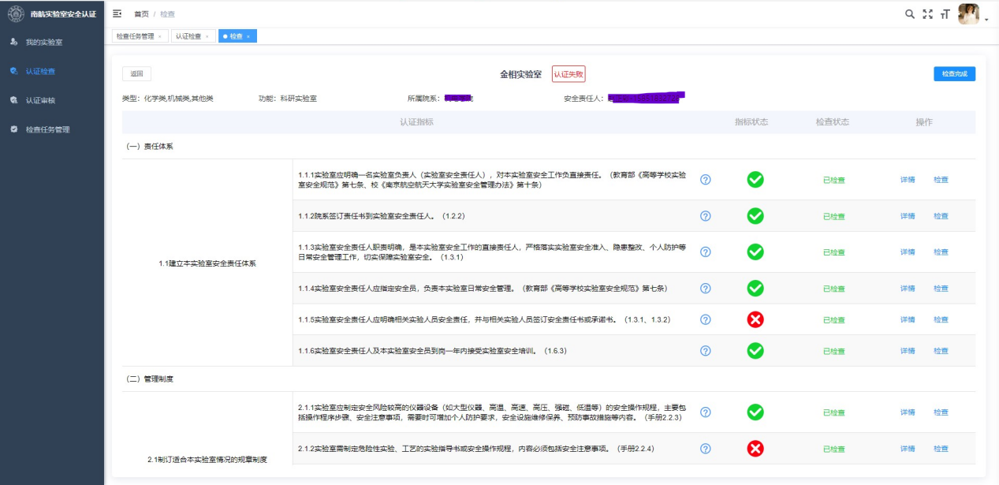 南航实验室安全认证
首页 / 检查
我的实验室
认证检查
认证审核
检查任务管理
检查任务管理 ×
认证检查 ×
检查 ×
返回
金相实验室
认证失败
检查完成
类型：化学类,机械类,其他类
功能：科研实验室
所属院系：
安全责任人：
认证指标
指标状态
检查状态
操作
（一）责任体系
1.1建立本实验室安全责任体系
1.1.1实验室应明确一名实验室负责人（实验室安全责任人），对本实验室安全工作负直接责任。（教育部《高等学校实验
室安全规范》第七条、校《南京航空航天大学实验室安全管理办法》第十条）
已检查
详情 检查
1.1.2院系签订责任书到实验室安全责任人。（1.2.2）
已检查
详情 检查
1.1.3实验室安全责任人职责明确，是本实验室安全工作的直接责任人，严格落实实验室安全准入、隐患整改、个人防护等
日常安全管理工作，切实保障实验室安全。（1.3.1）
已检查
详情 检查
1.1.4实验室安全责任人应指定安全员，负责本实验室日常安全管理。（教育部《高等学校实验室安全规范》第七条）
已检查
详情 检查
1.1.5实验室安全责任人应明确相关实验人员安全责任，并与相关实验人员签订安全责任书或承诺书。（1.3.1、1.3.2）
已检查
详情 检查
1.1.6实验室安全责任人及本实验室安全员到岗一年内接受实验室安全培训。（1.6.3）
已检查
详情 检查
（二）管理制度
2.1制订适合本实验室情况的规章制度
2.1.1实验室应制定安全风险较高的仪器设备（如大型仪器、高温、高速、高压、强磁、低温等）的安全操作规程，主要包
括操作程序步骤、安全注意事项，需要时可增加个人防护要求，安全设施维修保养、预防事故措施等内容。（手册2.2.3）
已检查
详情 检查
2.1.2实验室需制定危险性实验、工艺的实验指导书或安全操作规程，内容必须包括安全注意事项。（手册2.2.4）
已检查
详情 检查